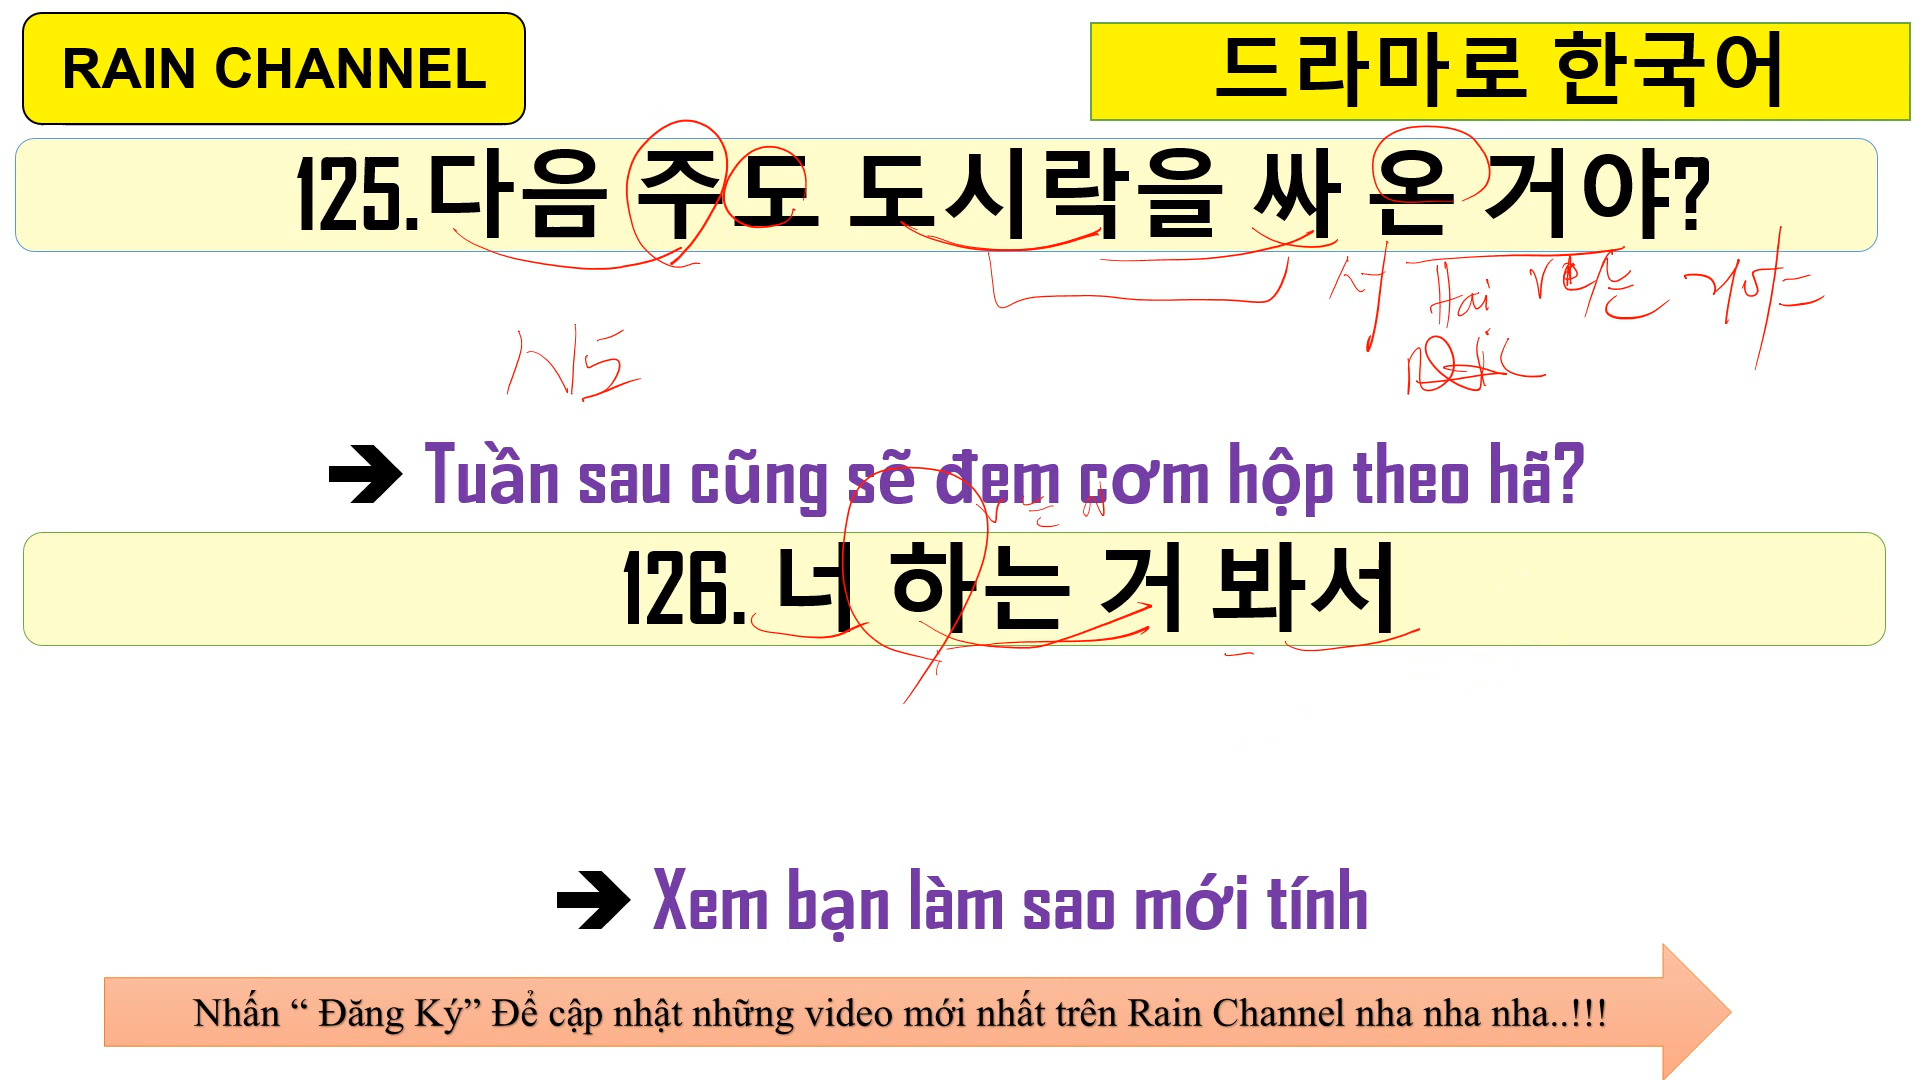 RAIN CHANNEL
드라마로 한국어
125.다음 주도 도시락을 싸 온 거야?
서
N도
➔ Tuần sau cũng sẽ đem cơm hộp theo hã?
126. 너 하는 거 봐서
➔ Xem bạn làm sao mới tính
Nhấn “ Đăng Ký” Để cập nhật những video mới nhất trên Rain Channel nha nha nha..!!!